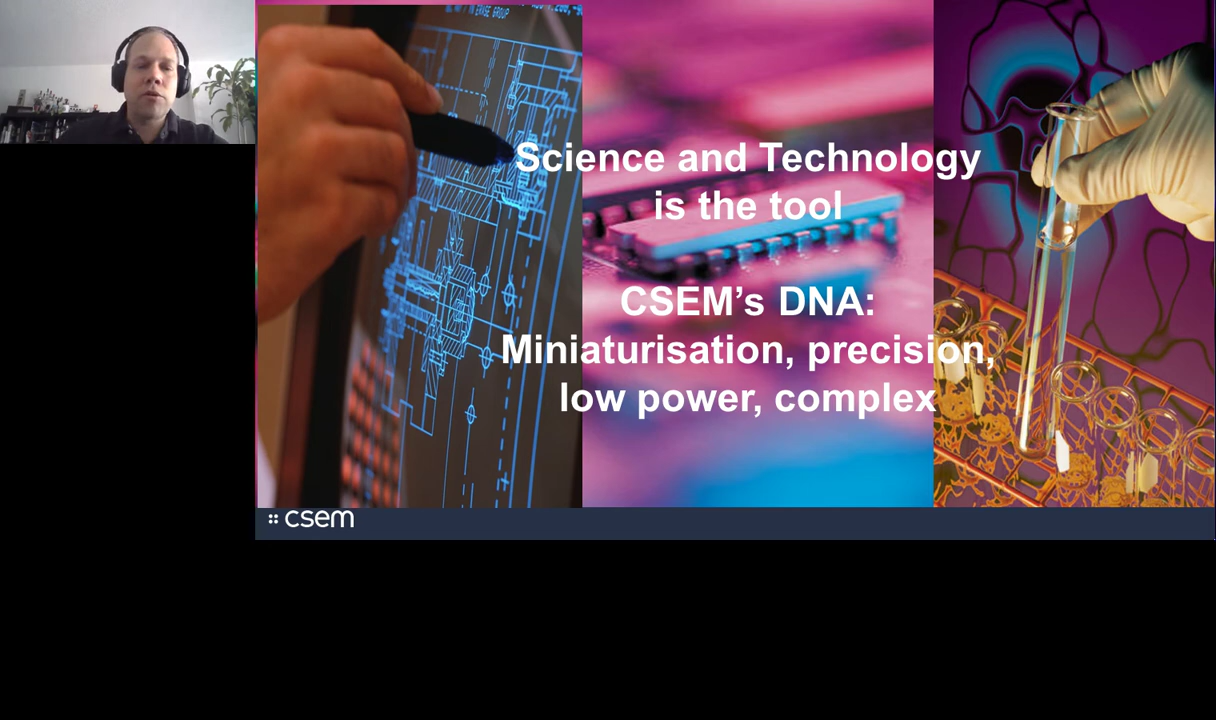 Science and Technology
is the tool
CSEM’s DNA:
Miniaturisation, precision,
low power, complex
csem